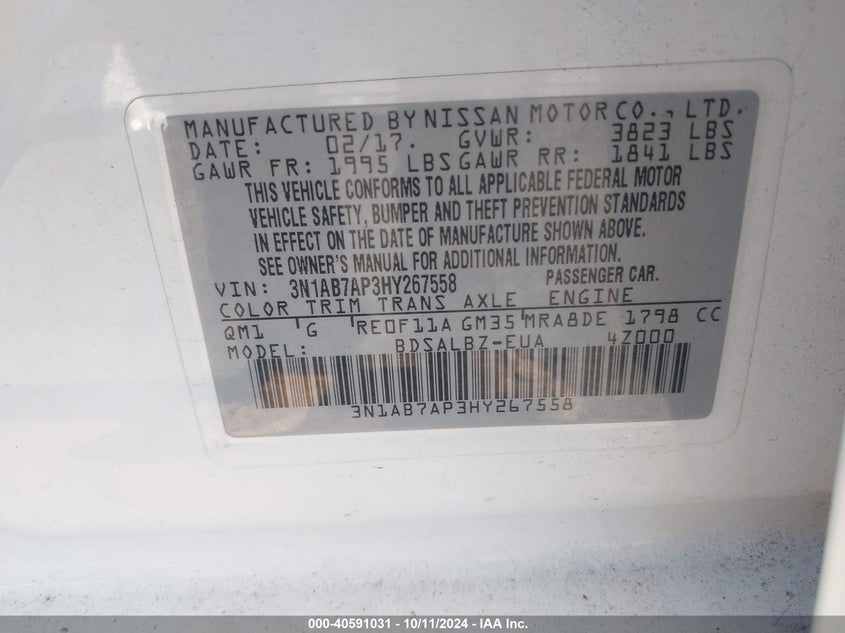 MANUFACTURED BY NISSAN MOTOR CO., LTD.
DATE: 02/17. GVWR: 3823 LBS
GAWR FR: 1995 LBS GAWR RR: 1841 LBS
THIS VEHICLE CONFORMS TO ALL APPLICABLE FEDERAL MOTOR
VEHICLE SAFETY, BUMPER AND THEFT PREVENTION STANDARDS
IN EFFECT ON THE DATE OF MANUFACTURE SHOWN ABOVE.
SEE OWNER'S MANUAL FOR ADDITIONAL INFORMATION.
VIN: 3N1AB7AP3HY267558 PASSENGER CAR.
COLOR TRIM TRANS AXLE ENGINE
QM1 G RE0F11A GM35 MRA8DE 1798 CC
MODEL: BDSALBZ-EUA 4Z000
3N1AB7AP3HY267558
000-40591031 - 10/11/2024 - IAA Inc.